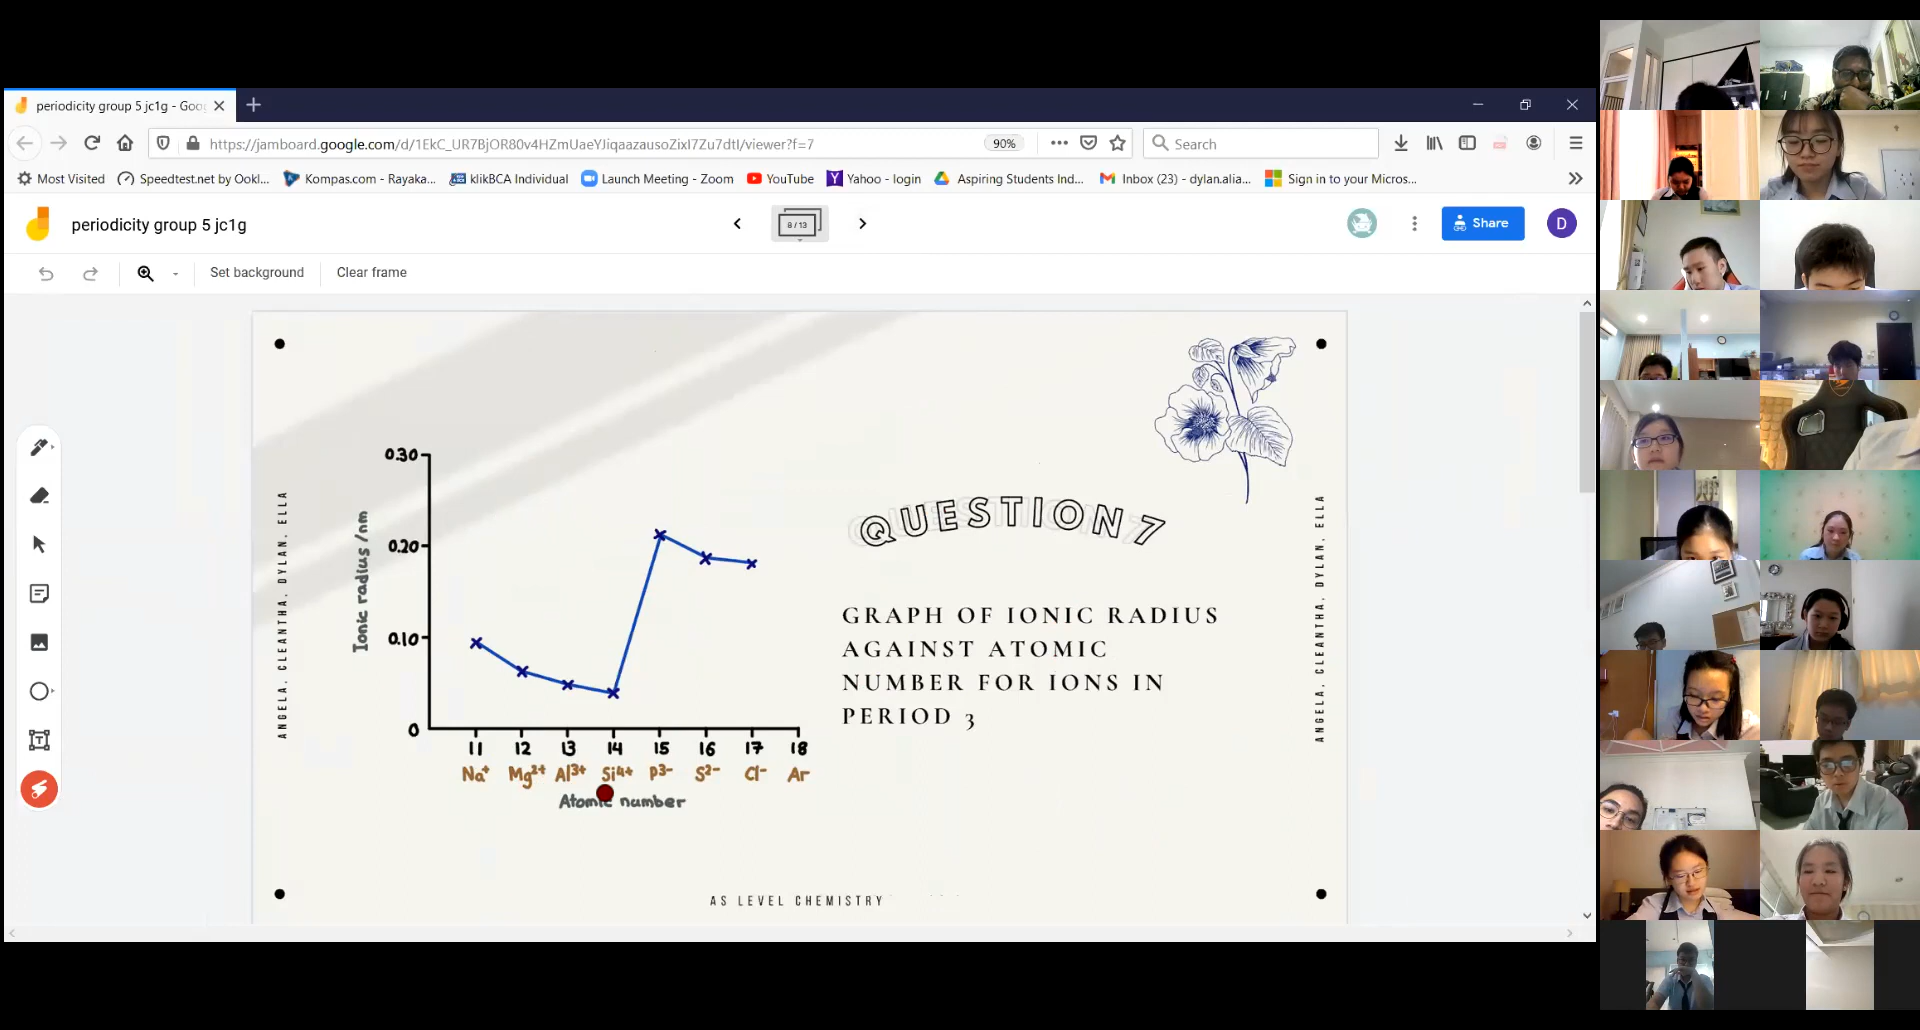 periodicity group 5 jc1g - Goo
https://jamboard.google.com/d/1EkC_UR7BjOR80v4HZmUaeYJiqaazausoZixI7Zu7dtI/viewer?f=7
90%
Search
Most Visited
Speedtest.net by Ookl...
Kompas.com - Rayaka...
klikBCA Individual
Launch Meeting - Zoom
YouTube
Yahoo - login
Aspiring Students Ind...
Inbox (23) - dylan.alia...
Sign in to your Micros...
periodicity group 5 jc1g
8 / 13
Share
D
Set background
Clear frame
ANGELA, CLEANTHA, DYLAN, ELLA
Ionic radius /nm
0.30
0.20
0.10
0
11 12 13 14 15 16 17 18
Na+ Mg2+ Al3+ Si4+ P3- S2- Cl- Ar
Atomic number
QUESTION 7
GRAPH OF IONIC RADIUS
AGAINST ATOMIC
NUMBER FOR IONS IN
PERIOD 3
ANGELA, CLEANTHA, DYLAN, ELLA
AS LEVEL CHEMISTRY